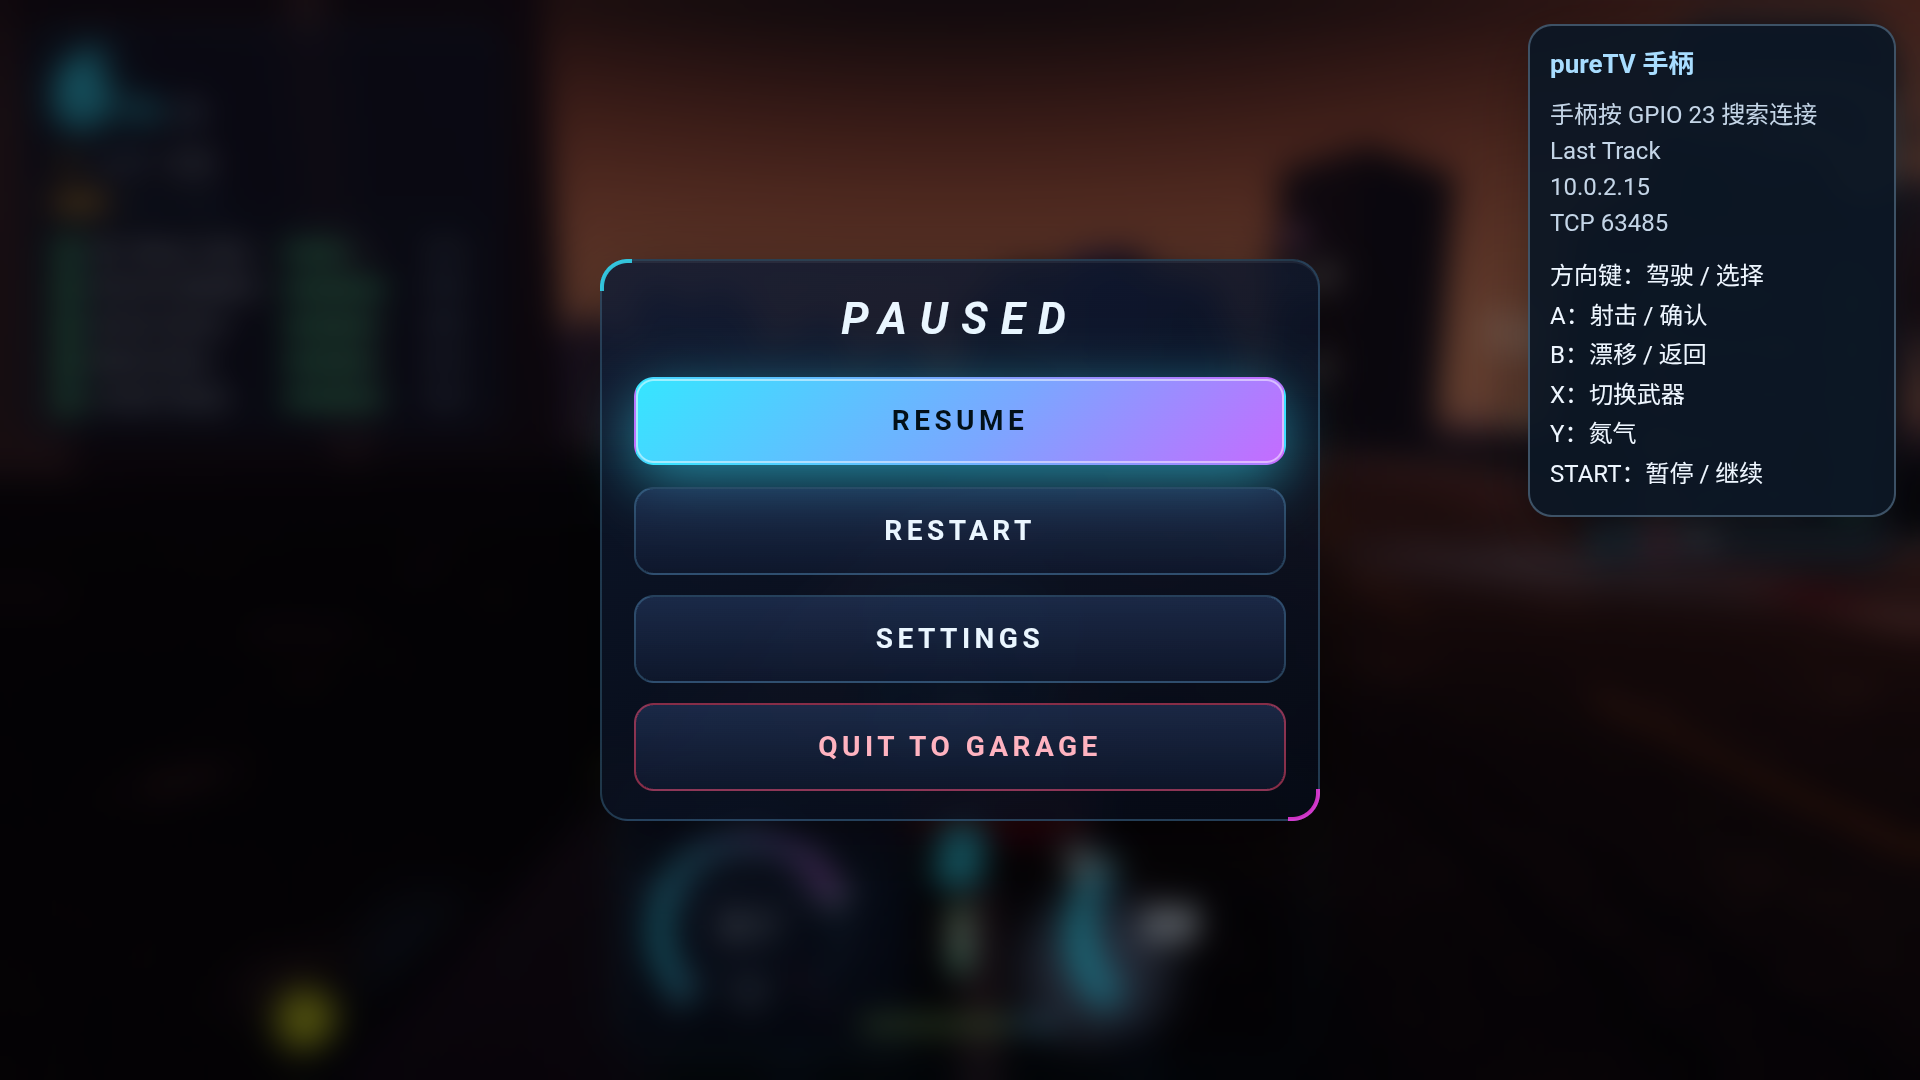 PAUSED
RESUME
RESTART
SETTINGS
QUIT TO GARAGE
pureTV 手柄
手柄按 GPIO 23 搜索连接
Last Track
10.0.2.15
TCP 63485
方向键：驾驶 / 选择
A：射击 / 确认
B：漂移 / 返回
X：切换武器
Y：氮气
START：暂停 / 继续